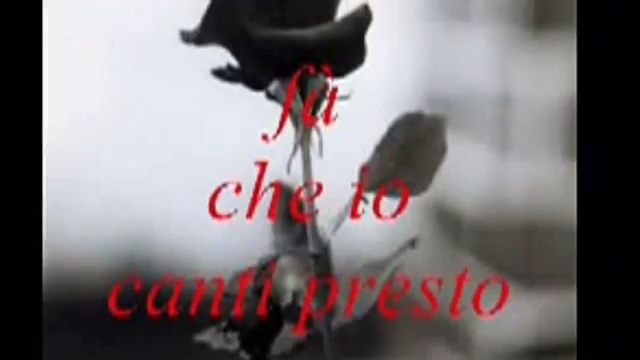 fà
che io
canti presto